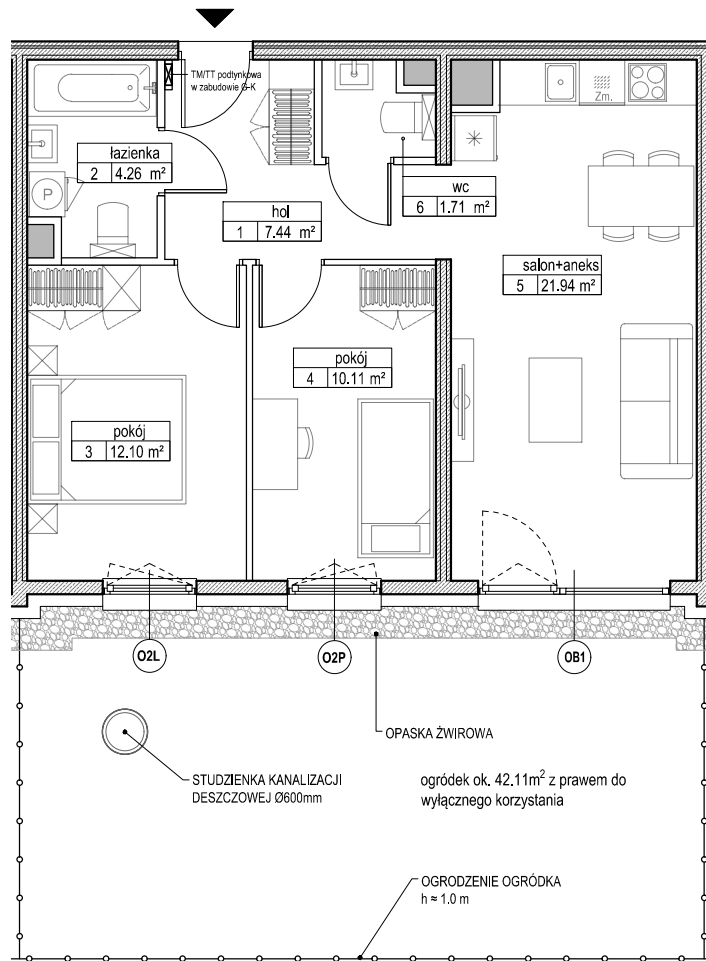 TM/TT podtynkowa
w zabudowie G-K
Zm.
łazienka
2 4.26 m²
P
wc
6 1.71 m²
hol
1 7.44 m²
salon+aneks
5 21.94 m²
pokój
4 10.11 m²
pokój
3 12.10 m²
O2L
O2P
OB1
OPASKA ŻWIROWA
STUDZIENKA KANALIZACJI
DESZCZOWEJ Ø600mm
ogródek ok. 42.11m² z prawem do
wyłącznego korzystania
OGRODZENIE OGRÓDKA
h ≈ 1.0 m